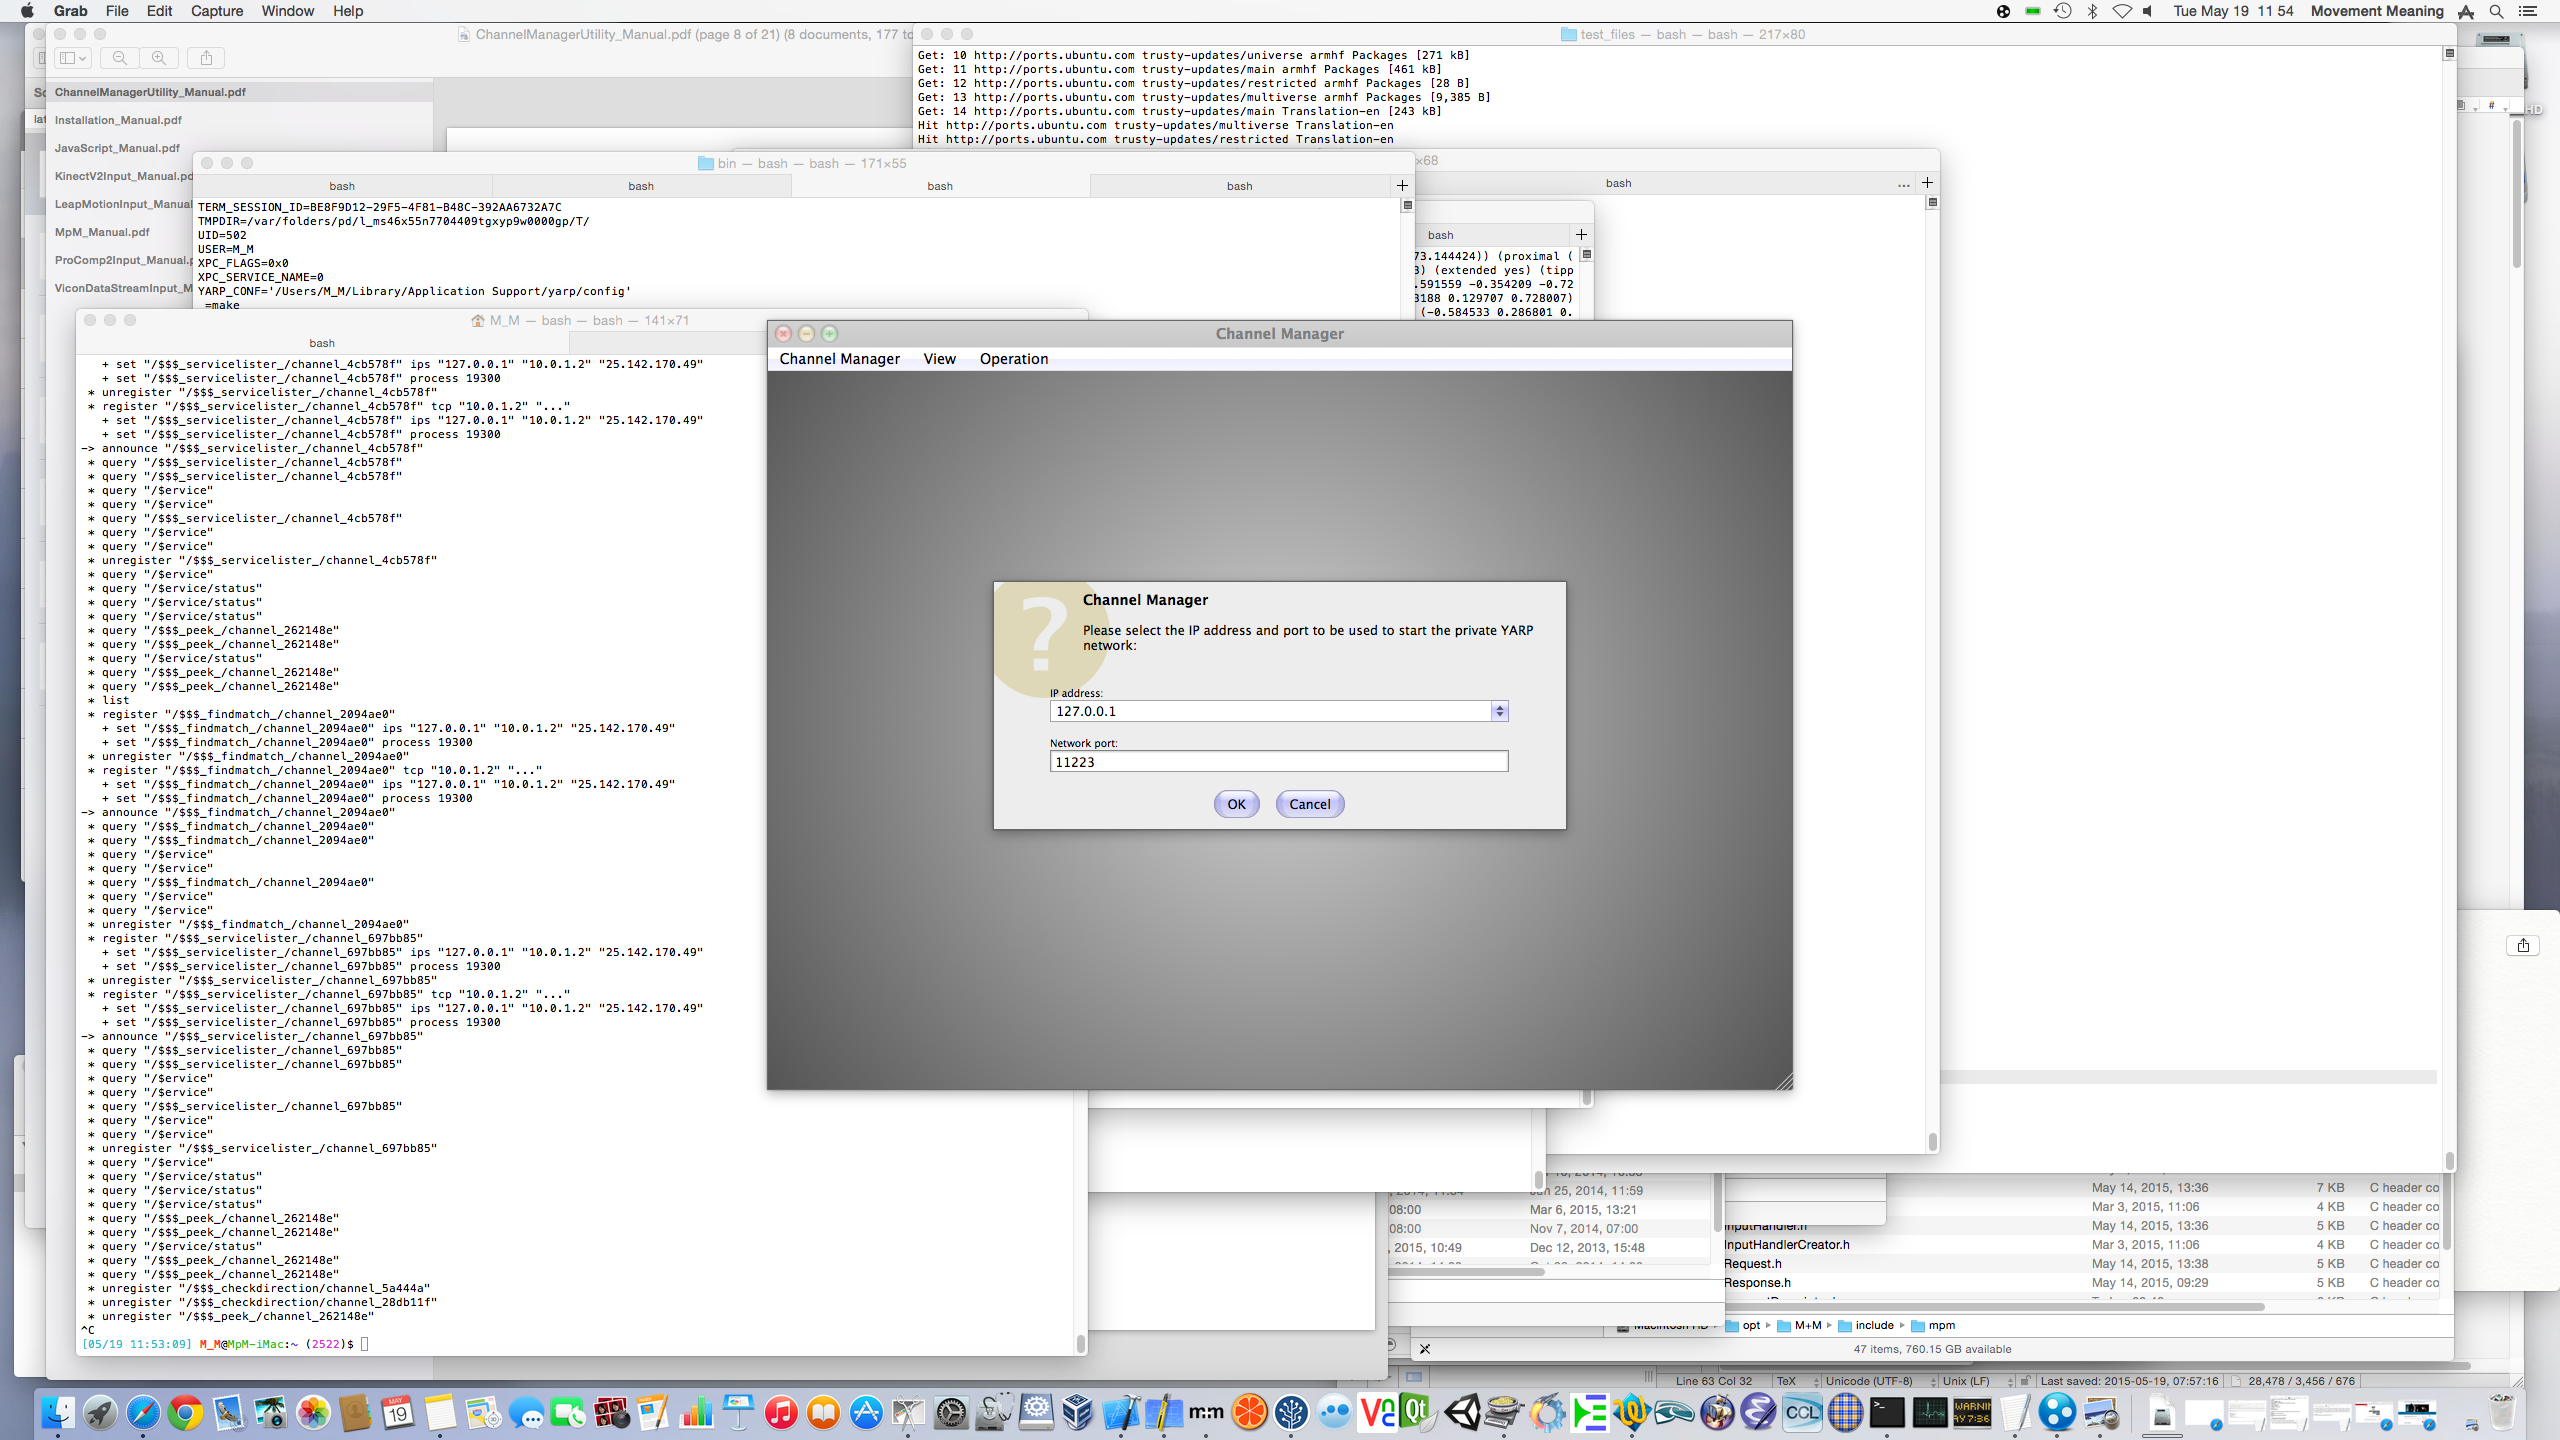 Grab File Edit Capture Window Help
Tue May 19 11 54 Movement Meaning
ChannelManagerUtility_Manual.pdf (page 8 of 21) (8 documents, 177 to
test_files — bash — bash — 217×80
ChannelManagerUtility_Manual.pdf
Installation_Manual.pdf
JavaScript_Manual.pdf
KinectV2Input_Manual.pd
LeapMotionInput_Manual
MpM_Manual.pdf
ProComp2Input_Manual.p
ViconDataStreamInput_M
Get: 10 http://ports.ubuntu.com trusty-updates/universe armhf Packages [271 kB]
Get: 11 http://ports.ubuntu.com trusty-updates/main armhf Packages [461 kB]
Get: 12 http://ports.ubuntu.com trusty-updates/restricted armhf Packages [28 B]
Get: 13 http://ports.ubuntu.com trusty-updates/multiverse armhf Packages [9,385 B]
Get: 14 http://ports.ubuntu.com trusty-updates/main Translation-en [243 kB]
Hit http://ports.ubuntu.com trusty-updates/multiverse Translation-en
Hit http://ports.ubuntu.com trusty-updates/restricted Translation-en
bin — bash — bash — 171×55
bash bash bash bash
TERM_SESSION_ID=BE8F9D12-29F5-4F81-B48C-392AA6732A7C
TMPDIR=/var/folders/pd/l_ms46x55n7704409tgxyp9w0000gp/T/
UID=502
USER=M_M
XPC_FLAGS=0x0
XPC_SERVICE_NAME=0
YARP_CONF='/Users/M_M/Library/Application Support/yarp/config'
_=make
×68
bash
bash
73.144424)) (proximal (
3) (extended yes) (tipp
.591559 -0.354209 -0.72
3188 0.129707 0.728007)
(-0.584533 0.286801 0.
M_M — bash — bash — 141×71
bash
+ set "/$$$_servicelister_/channel_4cb578f" ips "127.0.0.1" "10.0.1.2" "25.142.170.49"
+ set "/$$$_servicelister_/channel_4cb578f" process 19300
* unregister "/$$$_servicelister_/channel_4cb578f"
* register "/$$$_servicelister_/channel_4cb578f" tcp "10.0.1.2" "..."
+ set "/$$$_servicelister_/channel_4cb578f" ips "127.0.0.1" "10.0.1.2" "25.142.170.49"
+ set "/$$$_servicelister_/channel_4cb578f" process 19300
-> announce "/$$$_servicelister_/channel_4cb578f"
* query "/$$$_servicelister_/channel_4cb578f"
* query "/$$$_servicelister_/channel_4cb578f"
* query "/$ervice"
* query "/$ervice"
* query "/$$$_servicelister_/channel_4cb578f"
* query "/$ervice"
* query "/$ervice"
* unregister "/$$$_servicelister_/channel_4cb578f"
* query "/$ervice"
* query "/$ervice/status"
* query "/$ervice/status"
* query "/$ervice/status"
* query "/$$$_peek_/channel_262148e"
* query "/$$$_peek_/channel_262148e"
* query "/$ervice/status"
* query "/$$$_peek_/channel_262148e"
* query "/$$$_peek_/channel_262148e"
* list
* register "/$$$_findmatch_/channel_2094ae0"
+ set "/$$$_findmatch_/channel_2094ae0" ips "127.0.0.1" "10.0.1.2" "25.142.170.49"
+ set "/$$$_findmatch_/channel_2094ae0" process 19300
* unregister "/$$$_findmatch_/channel_2094ae0"
* register "/$$$_findmatch_/channel_2094ae0" tcp "10.0.1.2" "..."
+ set "/$$$_findmatch_/channel_2094ae0" ips "127.0.0.1" "10.0.1.2" "25.142.170.49"
+ set "/$$$_findmatch_/channel_2094ae0" process 19300
-> announce "/$$$_findmatch_/channel_2094ae0"
* query "/$$$_findmatch_/channel_2094ae0"
* query "/$$$_findmatch_/channel_2094ae0"
* query "/$ervice"
* query "/$ervice"
* query "/$$$_findmatch_/channel_2094ae0"
* query "/$ervice"
* query "/$ervice"
* unregister "/$$$_findmatch_/channel_2094ae0"
* register "/$$$_servicelister_/channel_697bb85"
+ set "/$$$_servicelister_/channel_697bb85" ips "127.0.0.1" "10.0.1.2" "25.142.170.49"
+ set "/$$$_servicelister_/channel_697bb85" process 19300
* unregister "/$$$_servicelister_/channel_697bb85"
* register "/$$$_servicelister_/channel_697bb85" tcp "10.0.1.2" "..."
+ set "/$$$_servicelister_/channel_697bb85" ips "127.0.0.1" "10.0.1.2" "25.142.170.49"
+ set "/$$$_servicelister_/channel_697bb85" process 19300
-> announce "/$$$_servicelister_/channel_697bb85"
* query "/$$$_servicelister_/channel_697bb85"
* query "/$$$_servicelister_/channel_697bb85"
* query "/$ervice"
* query "/$ervice"
* query "/$$$_servicelister_/channel_697bb85"
* query "/$ervice"
* query "/$ervice"
* unregister "/$$$_servicelister_/channel_697bb85"
* query "/$ervice"
* query "/$ervice/status"
* query "/$ervice/status"
* query "/$ervice/status"
* query "/$$$_peek_/channel_262148e"
* query "/$$$_peek_/channel_262148e"
* query "/$ervice/status"
* query "/$$$_peek_/channel_262148e"
* query "/$$$_peek_/channel_262148e"
* unregister "/$$$_checkdirection/channel_5a444a"
* unregister "/$$$_checkdirection/channel_28db11f"
* unregister "/$$$_peek_/channel_262148e"
^C
[05/19 11:53:09] M_M@MpM-iMac:~ (2522)$
Channel Manager
Channel Manager View Operation
Channel Manager
Please select the IP address and port to be used to start the private YARP
network:
IP address:
127.0.0.1
Network port:
11223
OK Cancel
Jun 25, 2014, 11:59
08:00 Mar 6, 2015, 13:21
08:00 Nov 7, 2014, 07:00
, 2015, 10:49 Dec 12, 2013, 15:48
May 14, 2015, 13:36 7 KB C header co
Mar 3, 2015, 11:06 4 KB C header co
InputHandler.h May 14, 2015, 13:36 5 KB C header co
InputHandlerCreator.h Mar 3, 2015, 11:06 4 KB C header co
Request.h May 14, 2015, 13:38 5 KB C header co
Response.h May 14, 2015, 09:29 5 KB C header co
Macintosh HD opt M+M include mpm
47 items, 760.15 GB available
Line 63 Col 32 TeX Unicode (UTF-8) Unix (LF) Last saved: 2015-05-19, 07:57:16 28,478 / 3,456 / 676
MAY
19
m:m
Qt
CCL